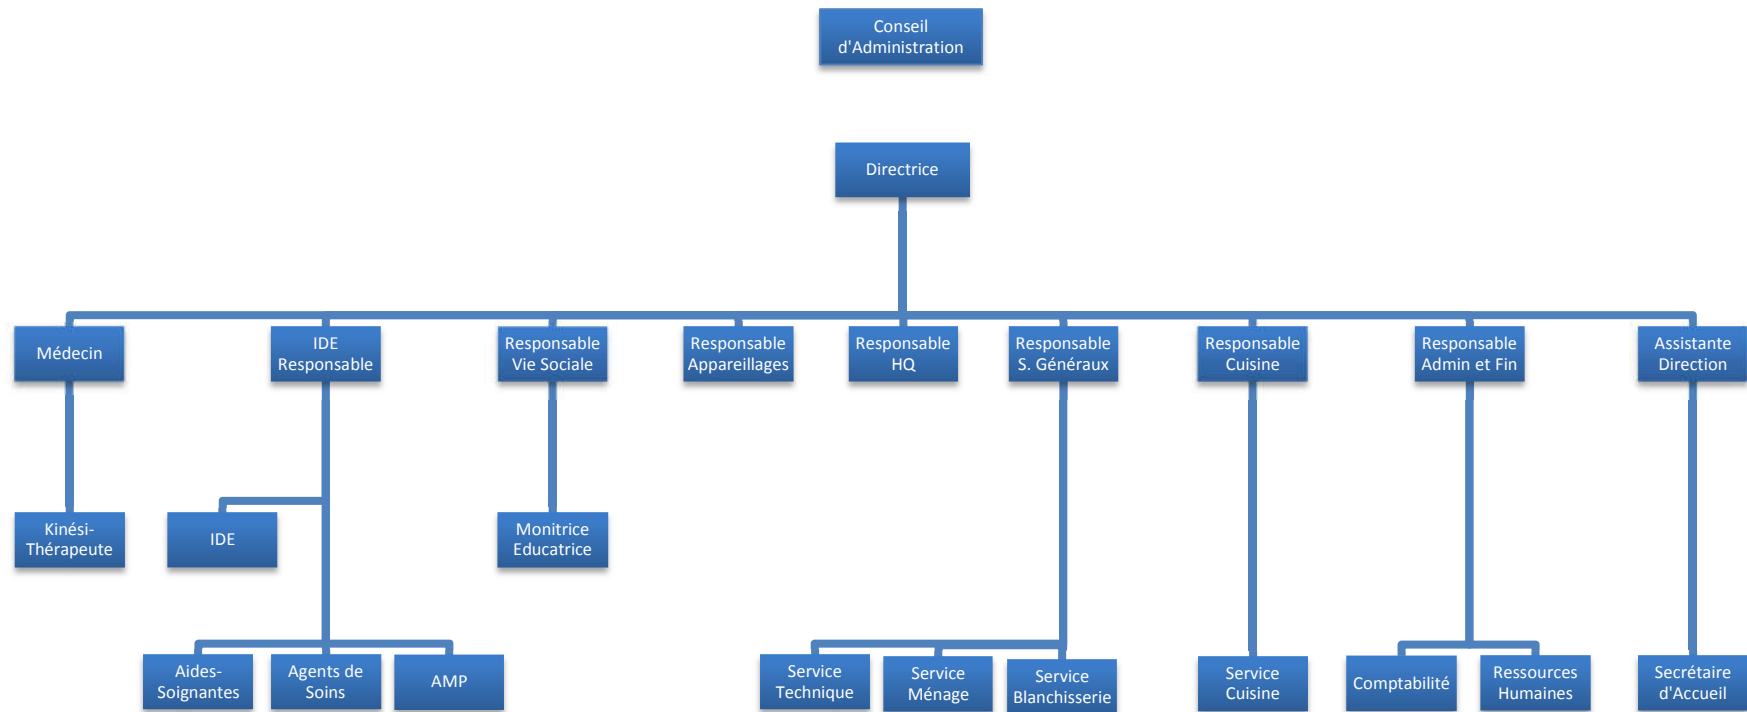 Conseil
d'Administration
Directrice
Médecin
IDE
Responsable
Responsable
Vie Sociale
Responsable
Appareillages
Responsable
HQ
Responsable
S. Généraux
Responsable
Cuisine
Responsable
Admin et Fin
Assistante
Direction
Kinési-
Thérapeute
IDE
Monitrice
Educatrice
Aides-
Soignantes
Agents de
Soins
AMP
Service
Technique
Service
Ménage
Service
Blanchisserie
Service
Cuisine
Comptabilité
Ressources
Humaines
Secrétaire
d'Accueil